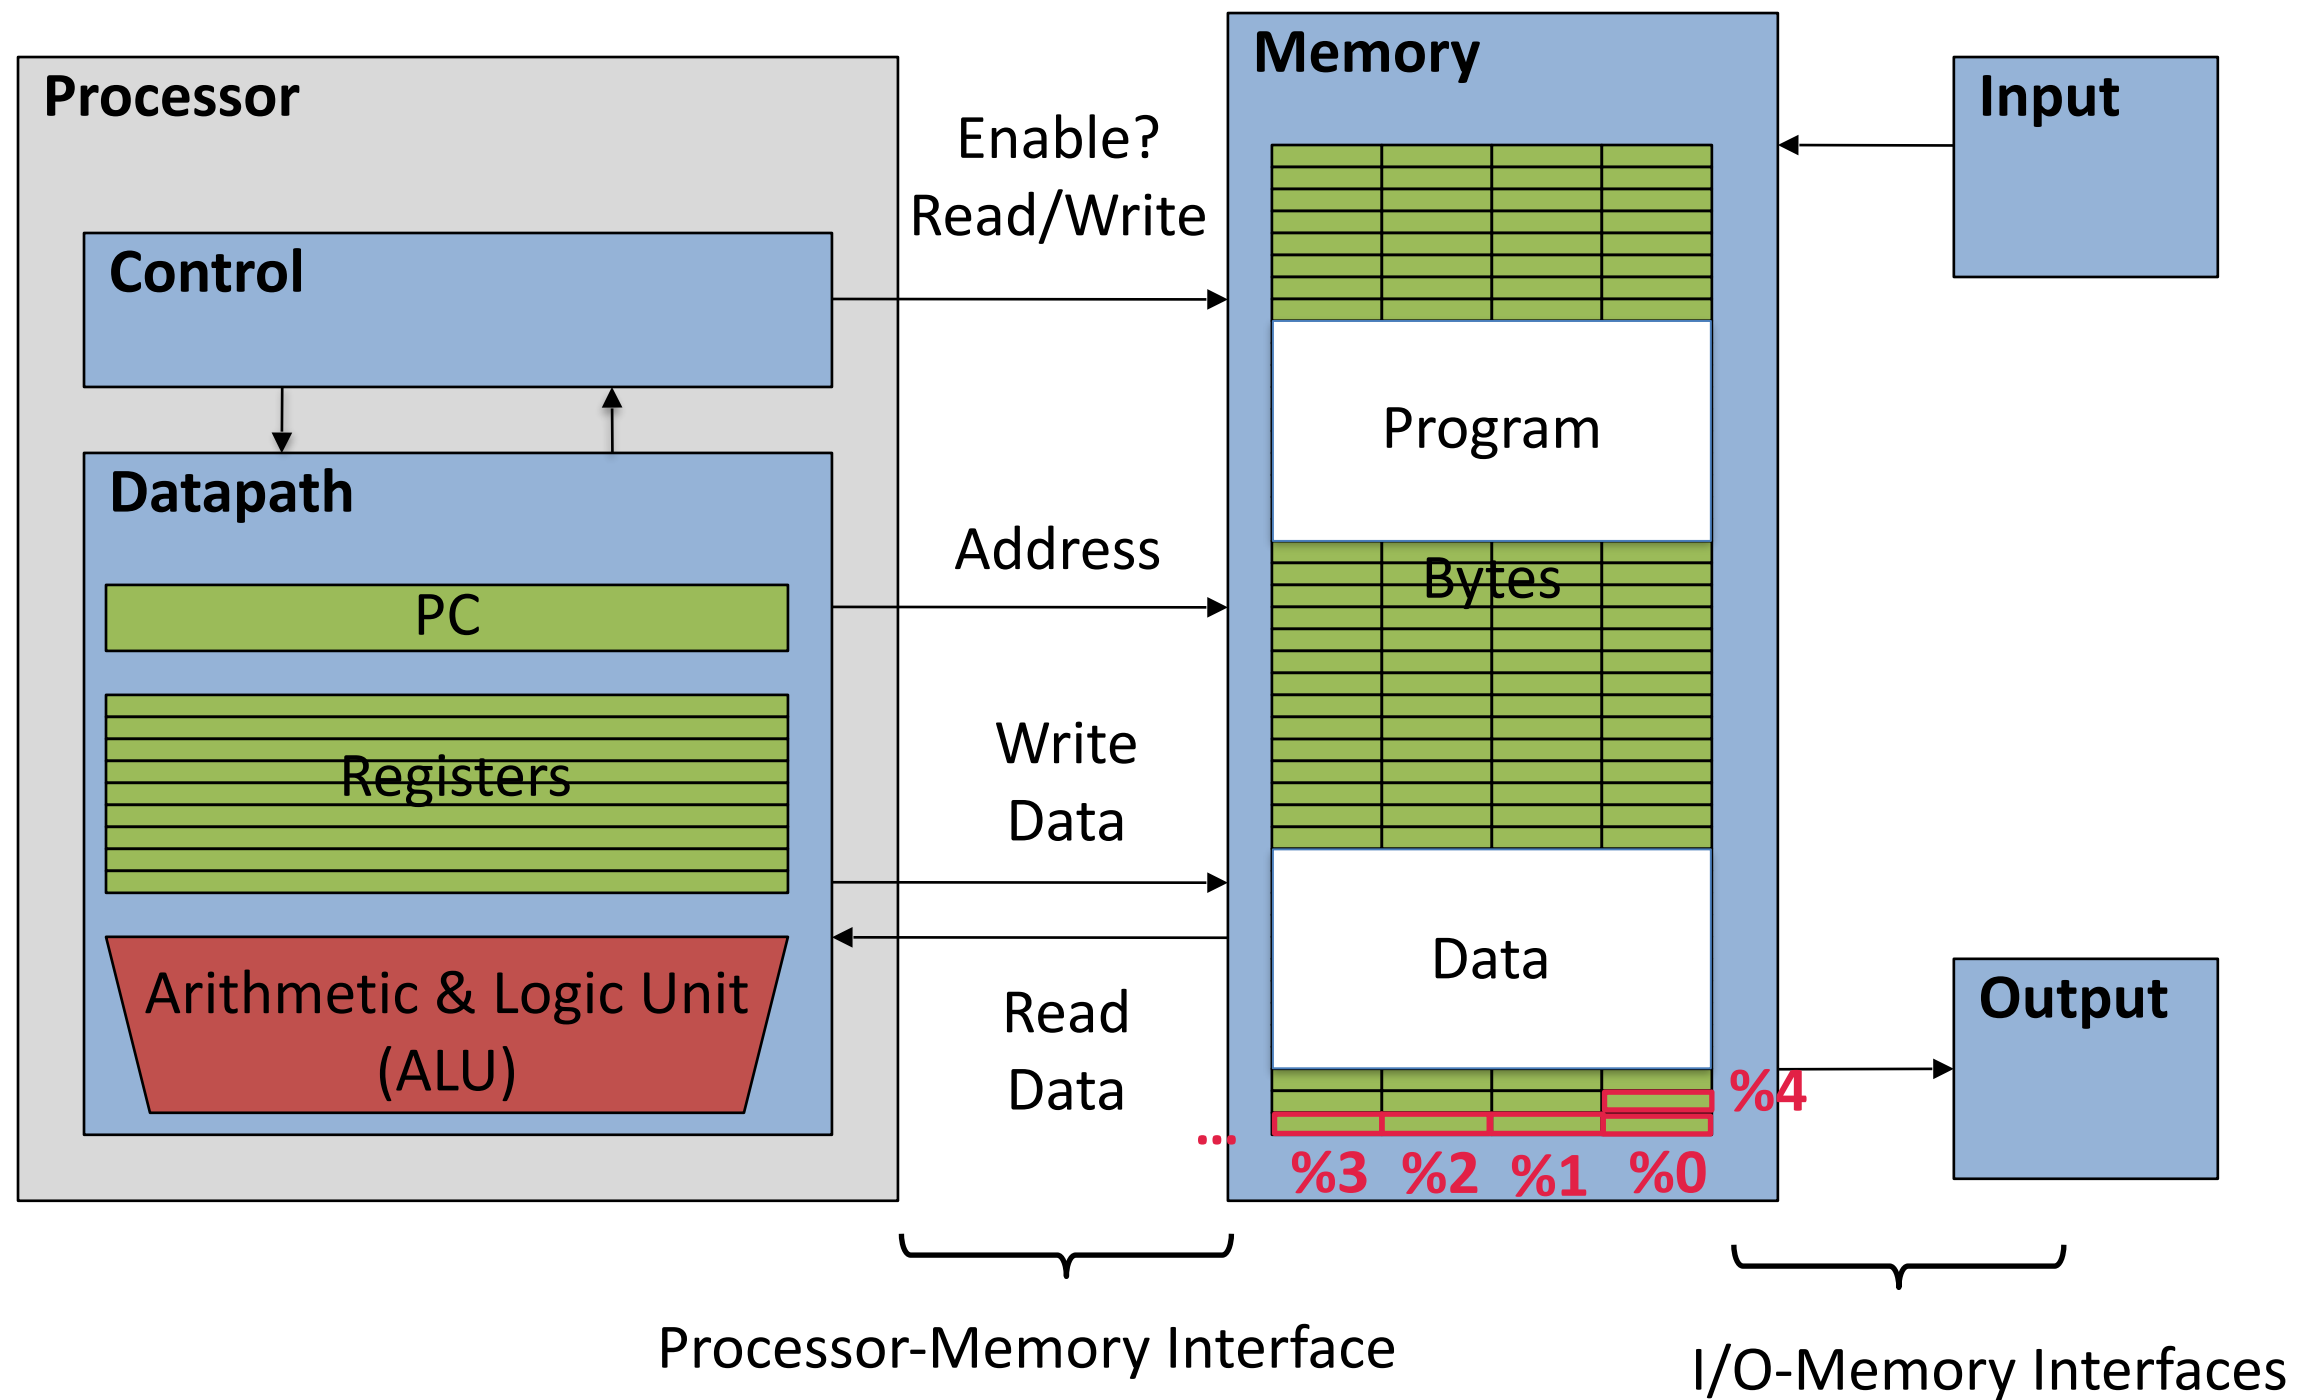 Processor
Control
Datapath
PC
Registers
Arithmetic & Logic Unit
(ALU)
Enable?
Read/Write
Address
Write
Data
Read
Data
Memory
Program
Bytes
Data
%4
...
%3 %2 %1 %0
Input
Output
Processor-Memory Interface
I/O-Memory Interfaces